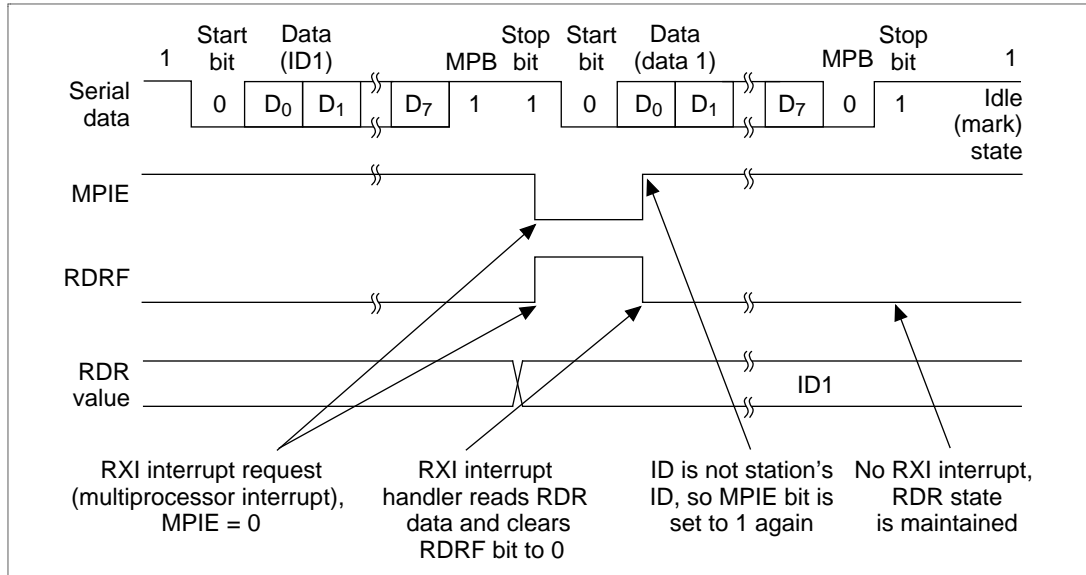 1 Start bit Data (ID1) MPB Stop bit Start bit Data (data 1) MPB Stop bit 1
Serial data 0 D0 D1 D7 1 1 0 D0 D1 D7 0 1 Idle (mark) state
MPIE
RDRF
RDR value ID1
RXI interrupt request
(multiprocessor interrupt),
MPIE = 0
RXI interrupt
handler reads RDR
data and clears
RDRF bit to 0
ID is not station's
ID, so MPIE bit is
set to 1 again
No RXI interrupt,
RDR state
is maintained